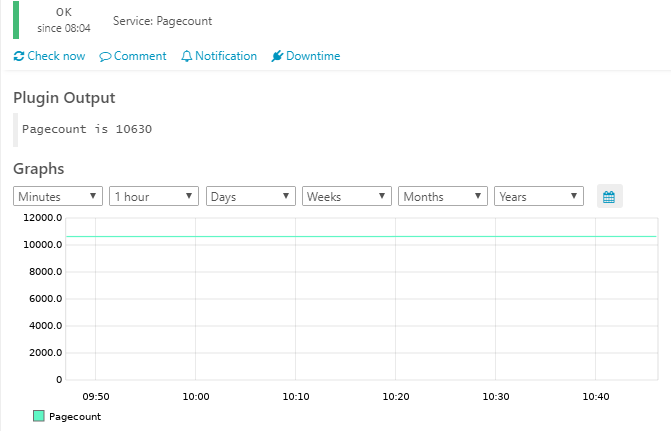 OK
since 08:04
Service: Pagecount
Check now Comment Notification Downtime
Plugin Output
Pagecount is 10630
Graphs
Minutes 1 hour Days Weeks Months Years
12000.0
10000.0
8000.0
6000.0
4000.0
2000.0
0
09:50 10:00 10:10 10:20 10:30 10:40
Pagecount